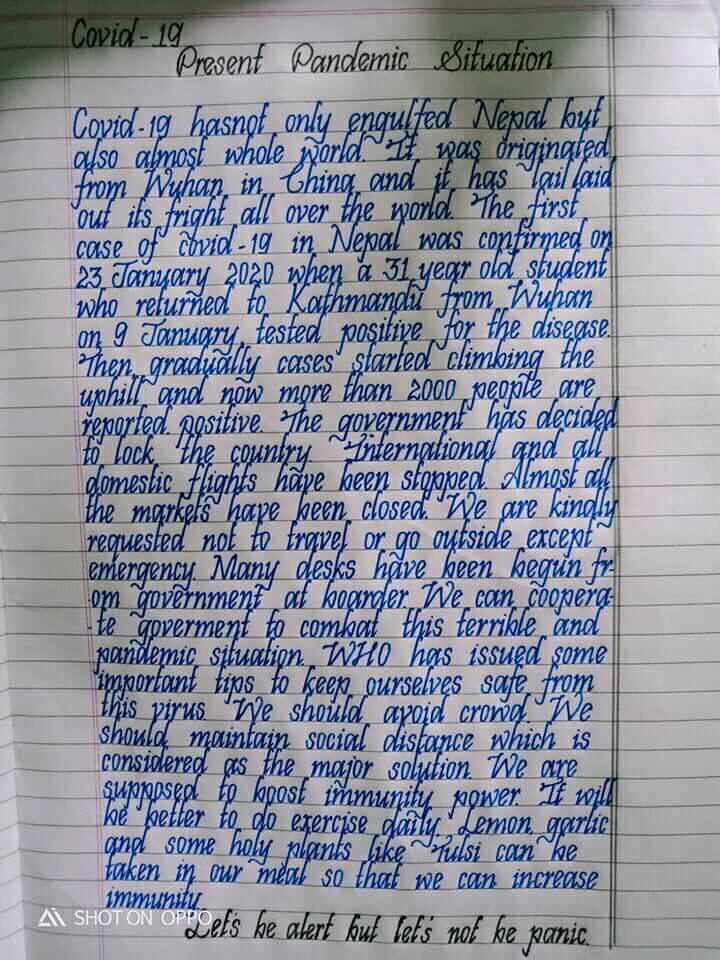 Covid-19
Present Pandemic Situation
Covid-19 hasnot only engulfed Nepal but
also almost whole world. It was originated
from Wuhan in China and it has lail laid
out its fright all over the world. The first
case of covid-19 in Nepal was confirmed on
23 January 2020 when a 31 year old student
who returned to Kathmandu from Wuhan
on 9 January, tested positive for the disease.
Then, gradually cases started climbing the
uphill and now more than 2000 people are
reported positive. The government has decided
to lock the country. International and all
domestic flights have been stopped. Almost all
the markets have been closed. We are kindly
requested not to travel or go outside except
emergency. Many desks have been begun fr-
om government at boarder. We can coopera-
-te goverment to combat this terrible and
pandemic situation. WHO has issued some
important tips to keep ourselves safe from
this virus. We should avoid crowd. We
should maintain social distance which is
considered as the major solution. We are
supposed to boost immunity power. It will
be better to do exercise daily. Lemon, garlic
and some holy plants like Tulsi can be
taken in our meal so that we can increase
immunity.
SHOT ON OPPO
Let's be alert but let's not be panic.